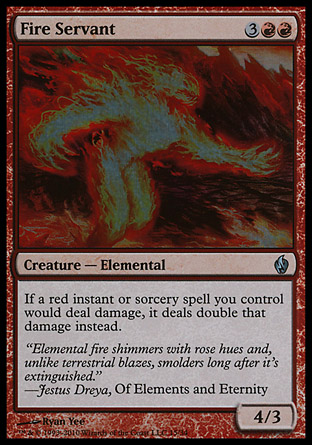 Fire Servant 3
Creature — Elemental
If a red instant or sorcery spell you control
would deal damage, it deals double that
damage instead.
"Elemental fire shimmers with rose hues and,
unlike terrestrial blazes, smolders long after it's
extinguished."
—Jestus Dreya, Of Elements and Eternity
Ryan Yee
4/3